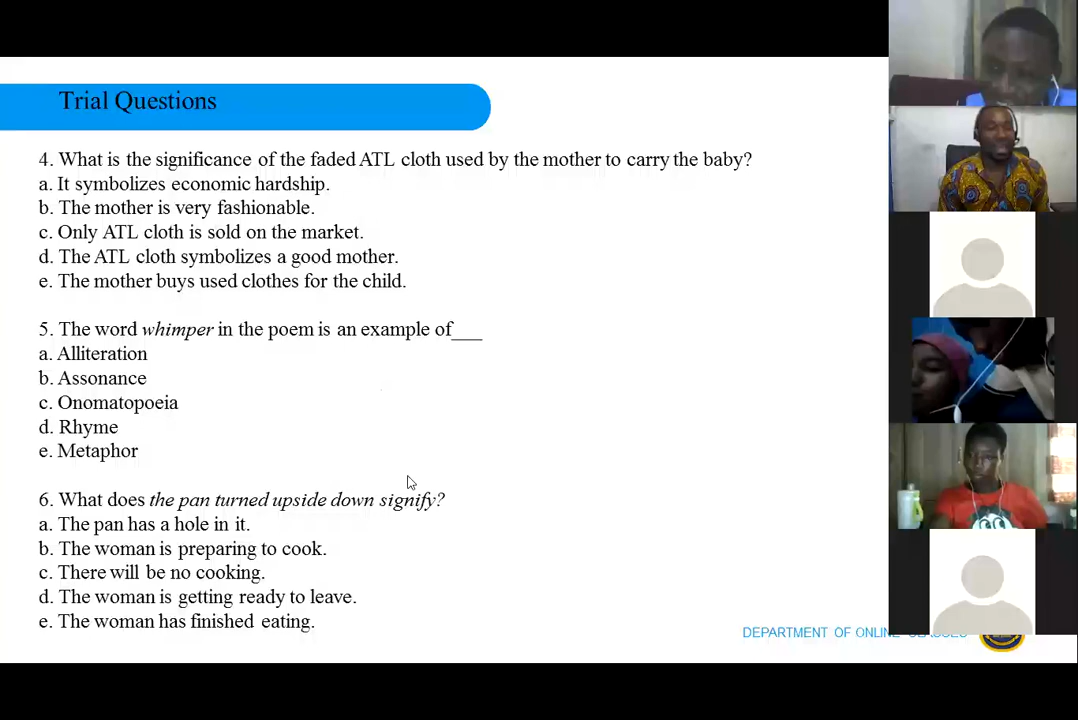 Trial Questions
4. What is the significance of the faded ATL cloth used by the mother to carry the baby?
a. It symbolizes economic hardship.
b. The mother is very fashionable.
c. Only ATL cloth is sold on the market.
d. The ATL cloth symbolizes a good mother.
e. The mother buys used clothes for the child.
5. The word whimper in the poem is an example of___
a. Alliteration
b. Assonance
c. Onomatopoeia
d. Rhyme
e. Metaphor
6. What does the pan turned upside down signify?
a. The pan has a hole in it.
b. The woman is preparing to cook.
c. There will be no cooking.
d. The woman is getting ready to leave.
e. The woman has finished eating.
DEPARTMENT OF ONLINE CLASSES